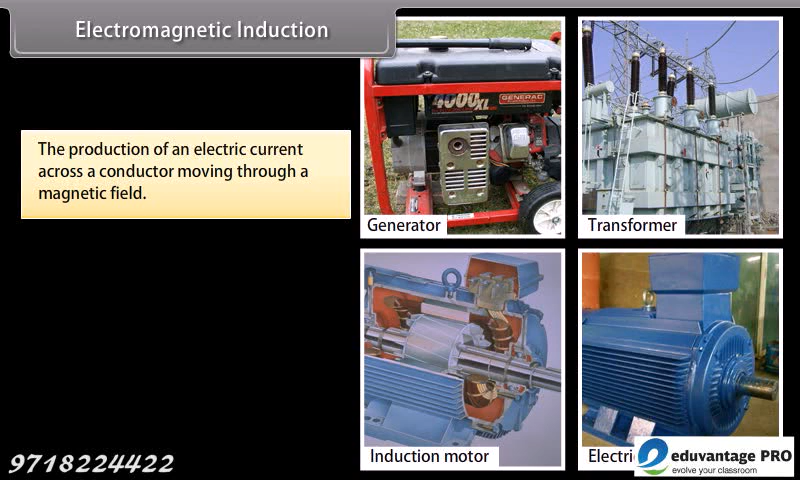 Electromagnetic Induction
The production of an electric current
across a conductor moving through a
magnetic field.
4000XL
GENERAC
Generator
Transformer
Induction motor
Electri
eduvantage PRO
evolve your classroom
9718224422